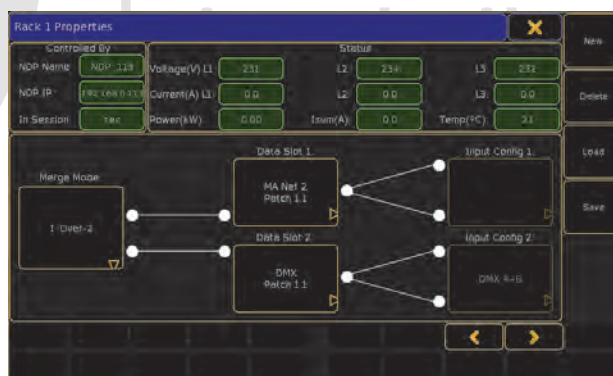 Rack 1 Properties
New
Delete
Load
Save
Controlled By
NDP Name: NDP 113
NDP IP:
In Session:
Status
Voltage(V) L1: 231 L2: L3: 232
Current(A) L1: 0.0 L2: 0.0 L3: 0.0
Power(kW): 0.00 Isum(A): 0.0 Temp(ºC):
Merge Mode:
1-Over-2
Data Slot 1:
MA Net 2
Patch 1.1
Input Config 1:
Data Slot 2:
DMX
Patch 1.1
Input Config 2:
DMX A+B